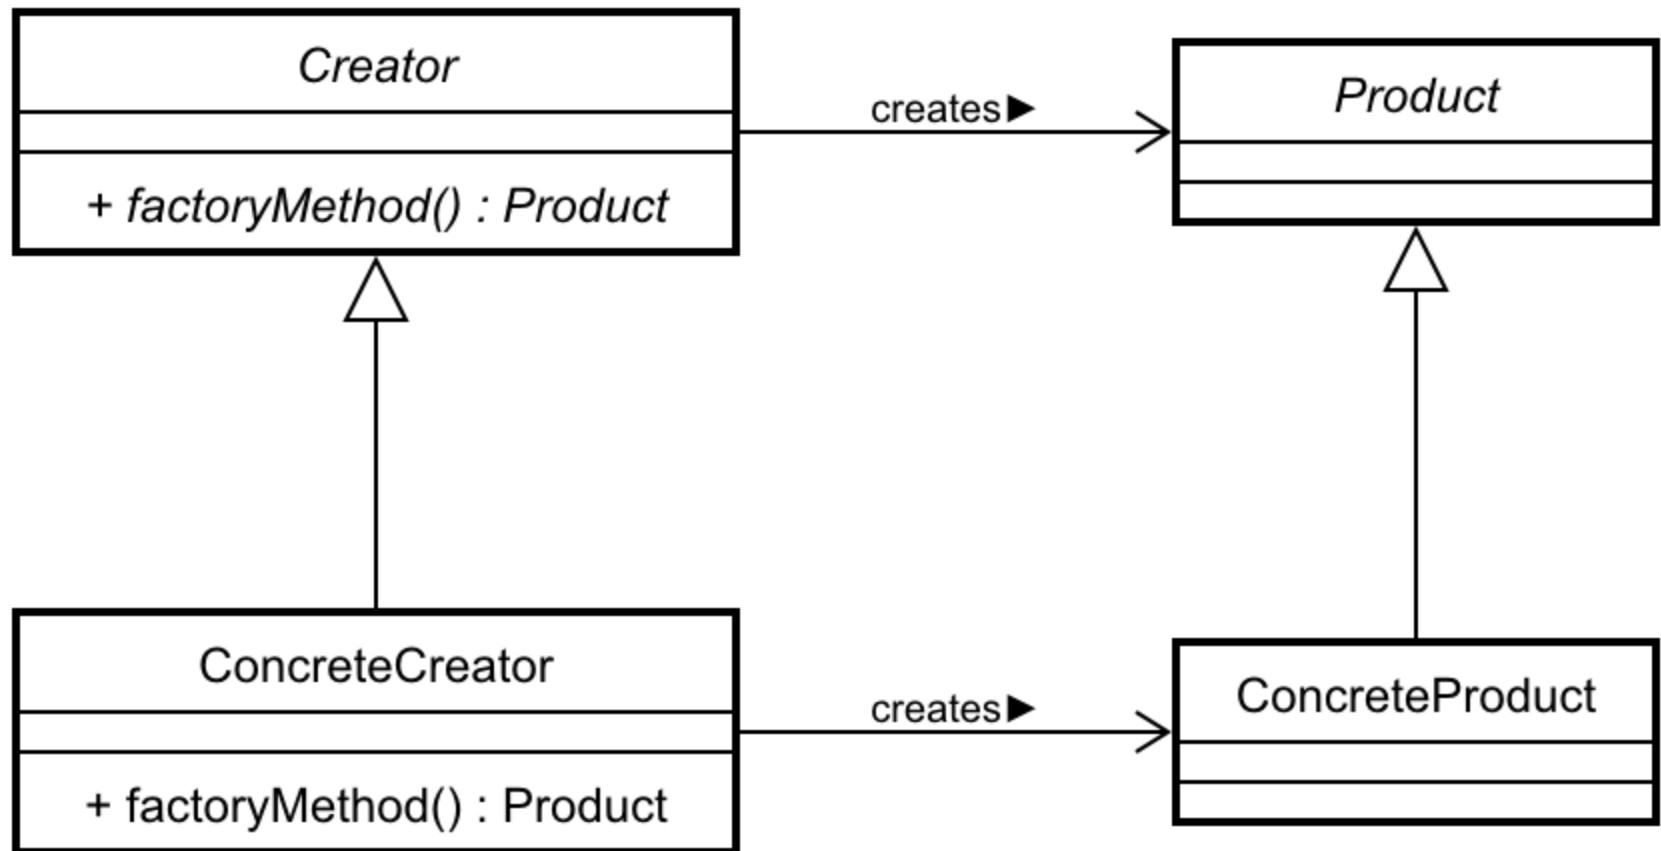 Creator
creates►
Product
+ factoryMethod() : Product
ConcreteCreator
creates►
ConcreteProduct
+ factoryMethod() : Product